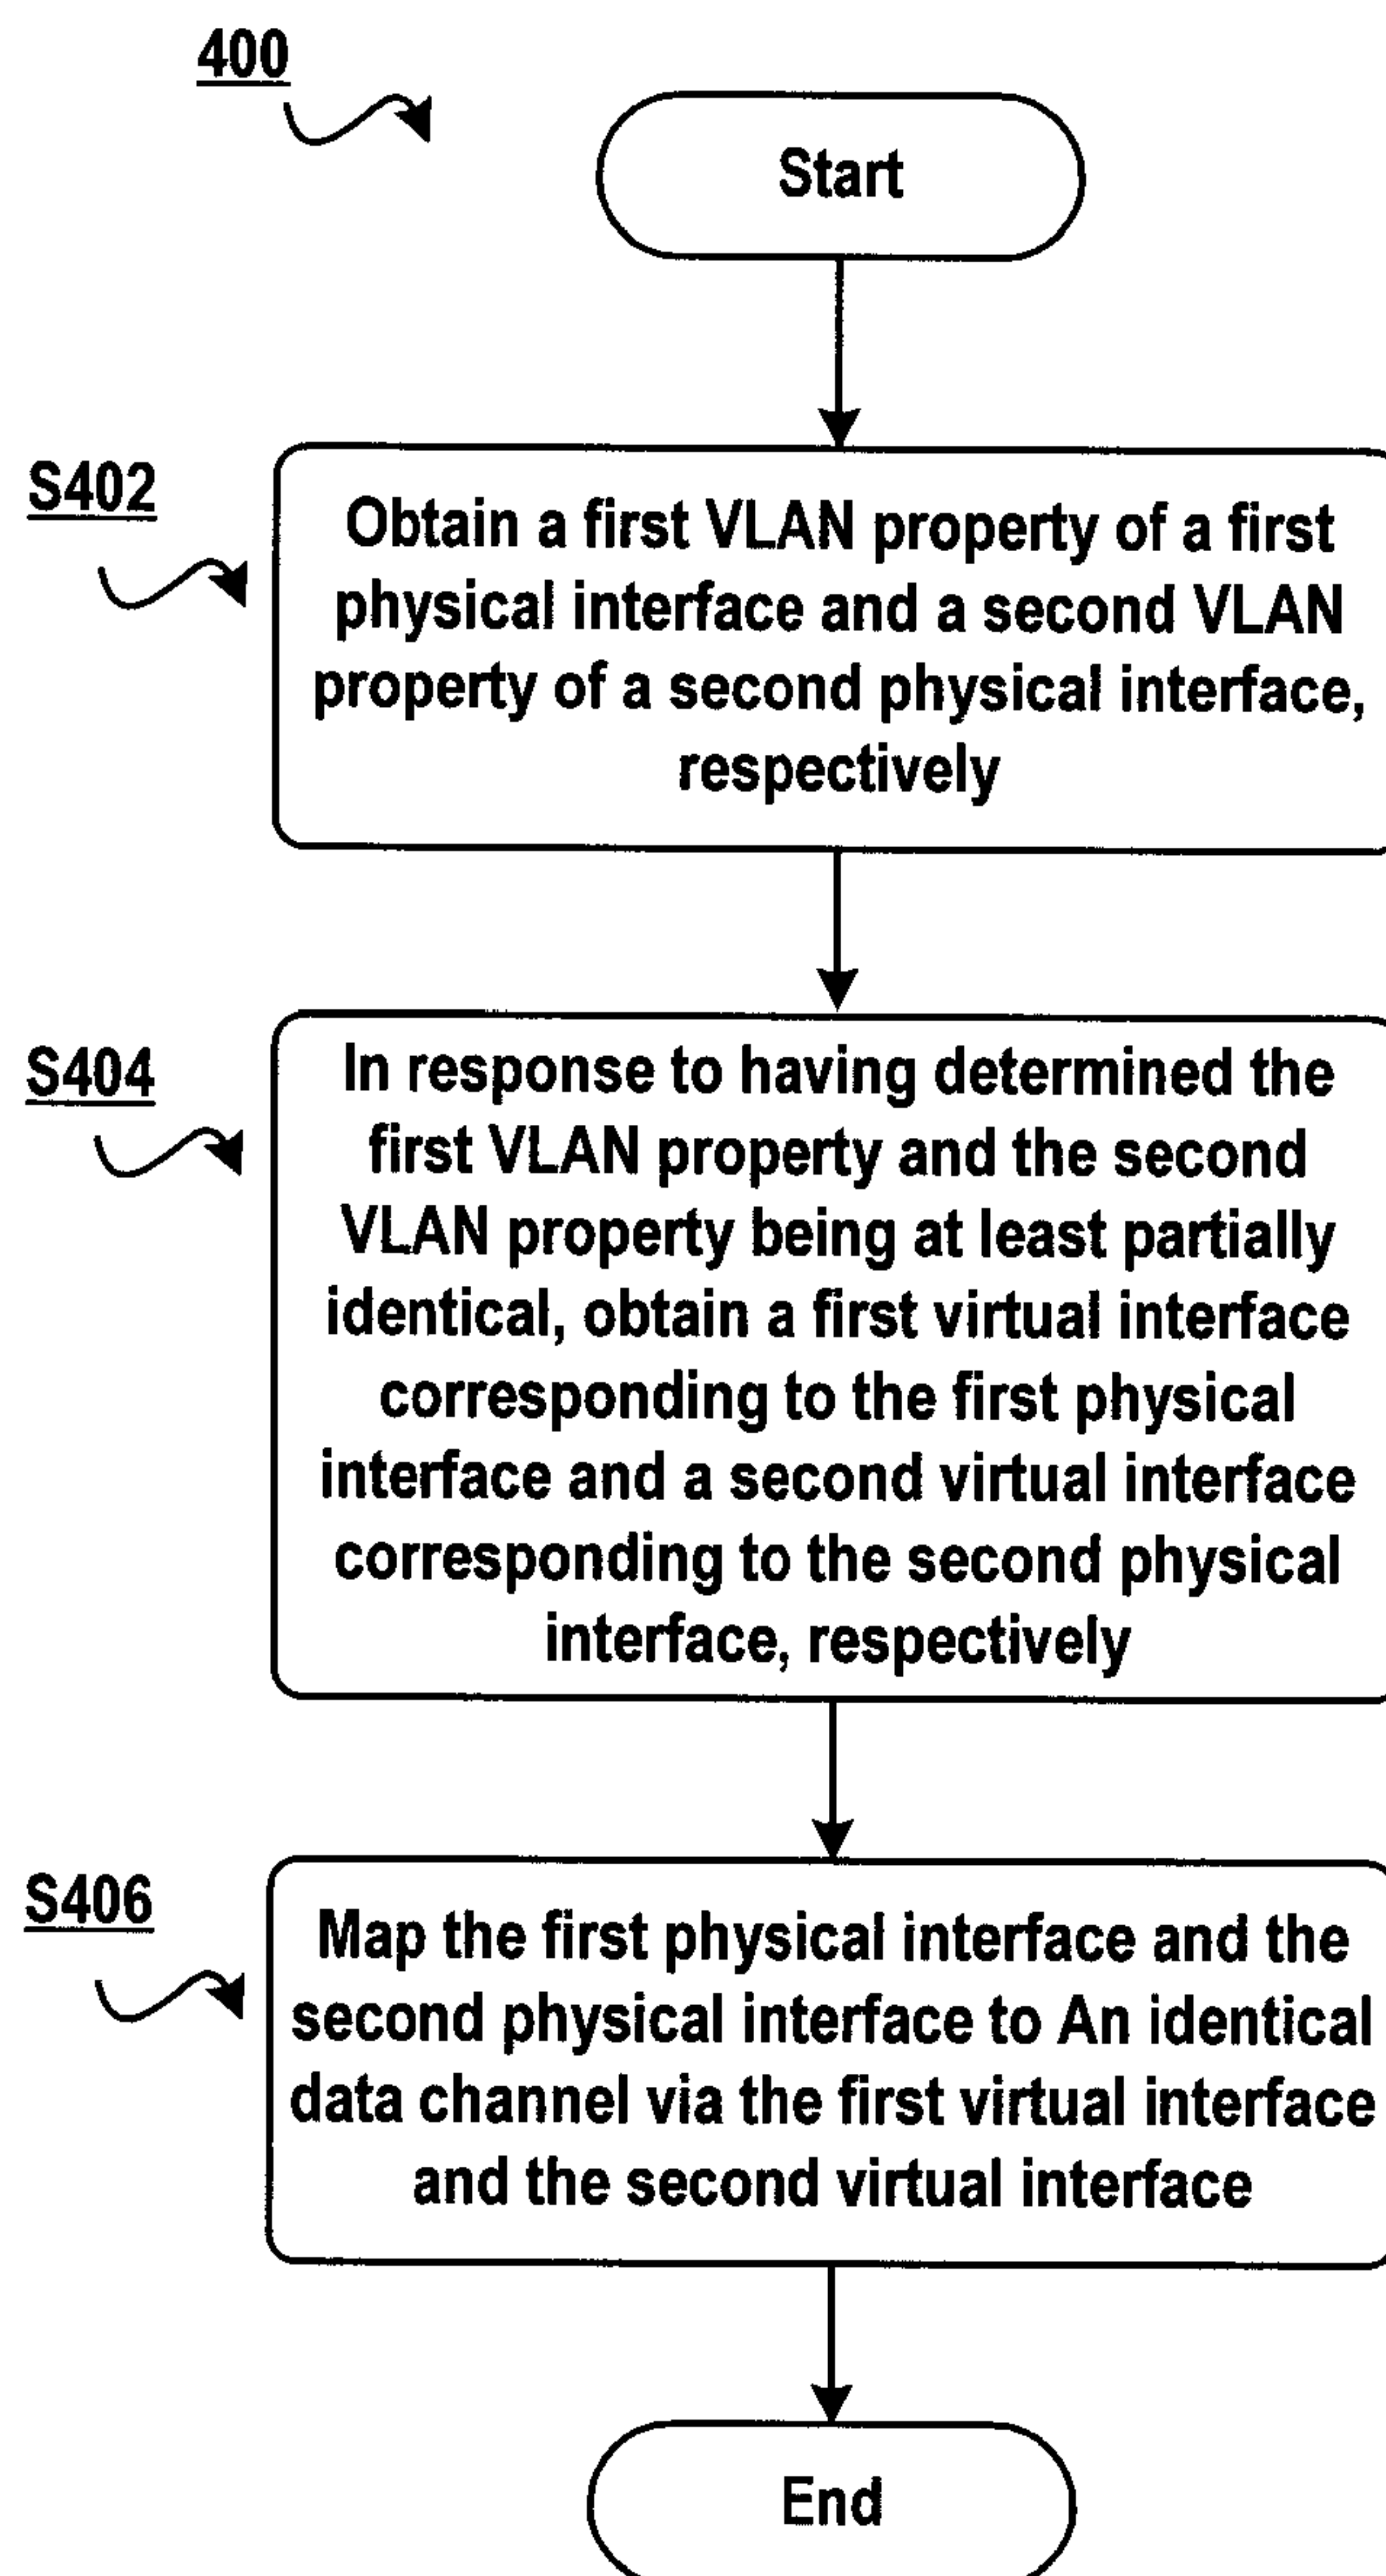 400
Start
S402
Obtain a first VLAN property of a first
physical interface and a second VLAN
property of a second physical interface,
respectively
S404
In response to having determined the
first VLAN property and the second
VLAN property being at least partially
identical, obtain a first virtual interface
corresponding to the first physical
interface and a second virtual interface
corresponding to the second physical
interface, respectively
S406
Map the first physical interface and the
second physical interface to An identical
data channel via the first virtual interface
and the second virtual interface
End